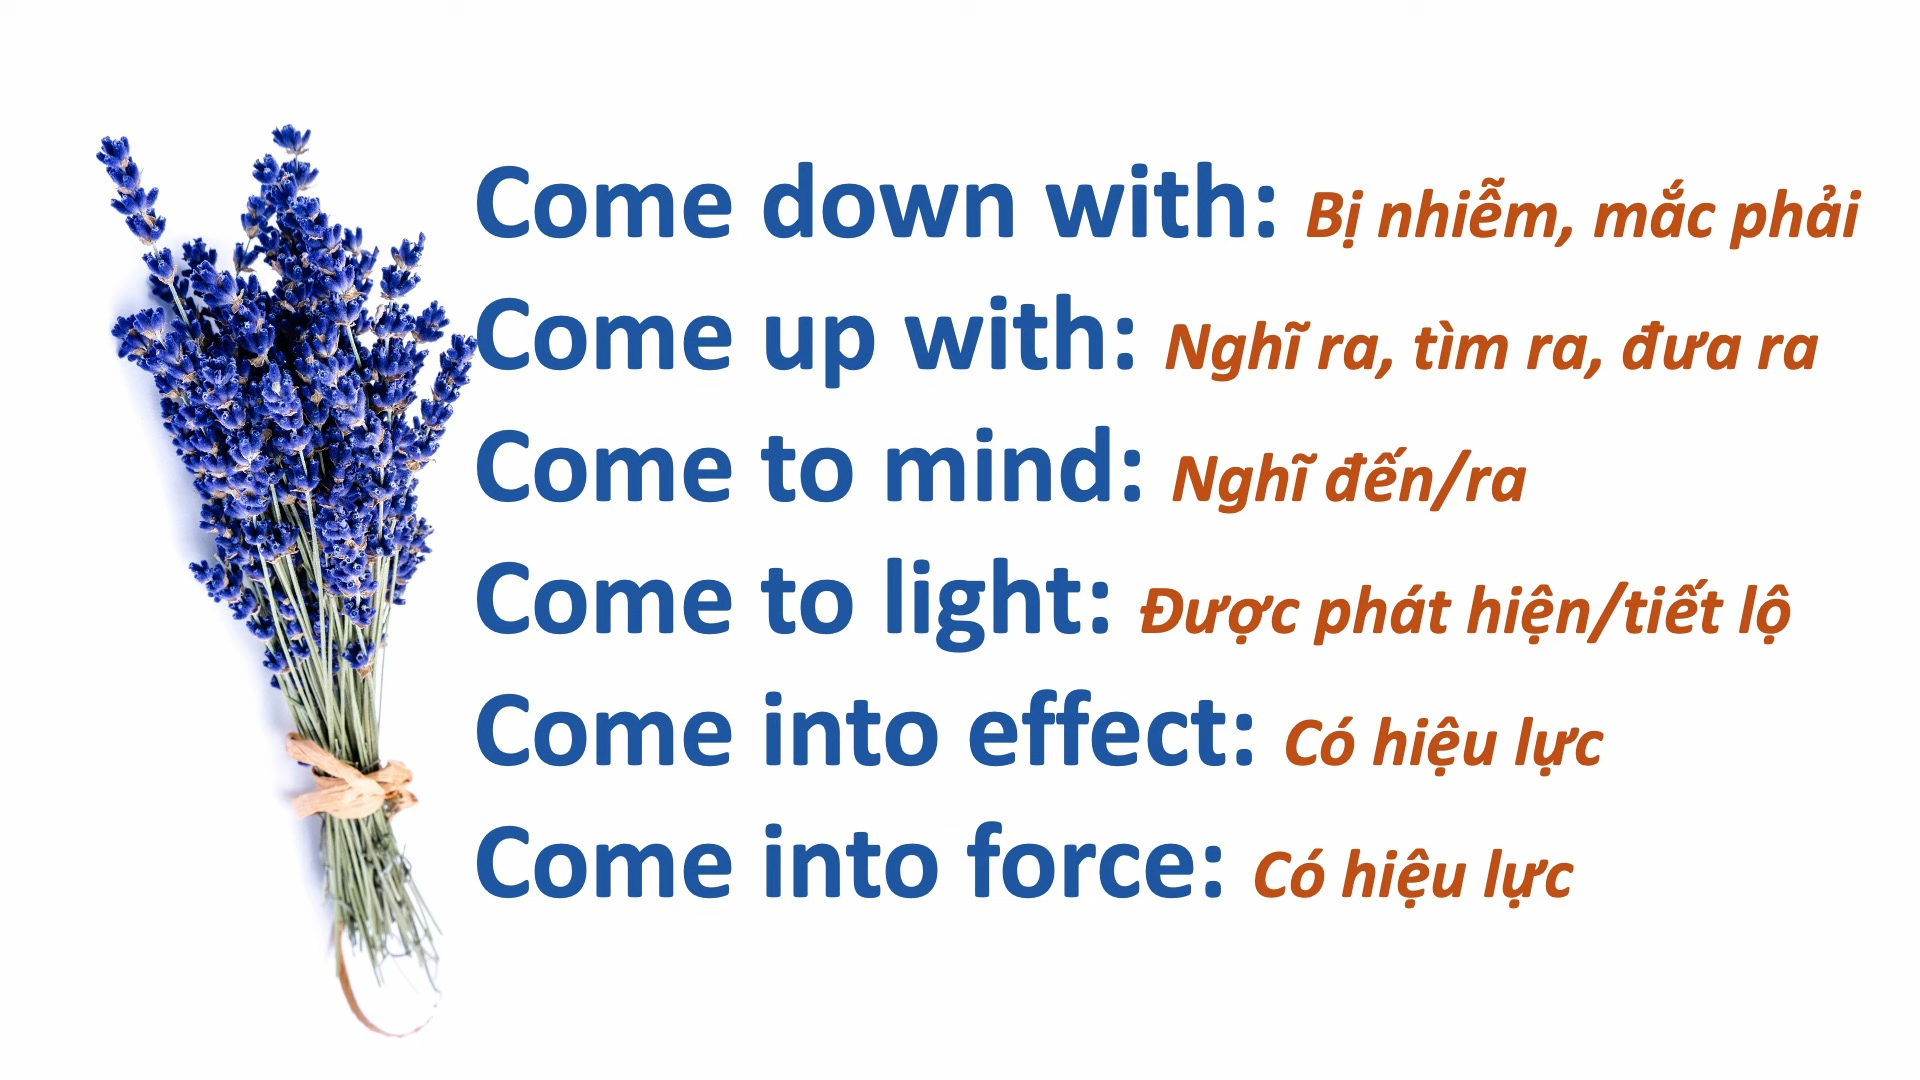 Come down with: Bị nhiễm, mắc phải
Come up with: Nghĩ ra, tìm ra, đưa ra
Come to mind: Nghĩ đến/ra
Come to light: Được phát hiện/tiết lộ
Come into effect: Có hiệu lực
Come into force: Có hiệu lực